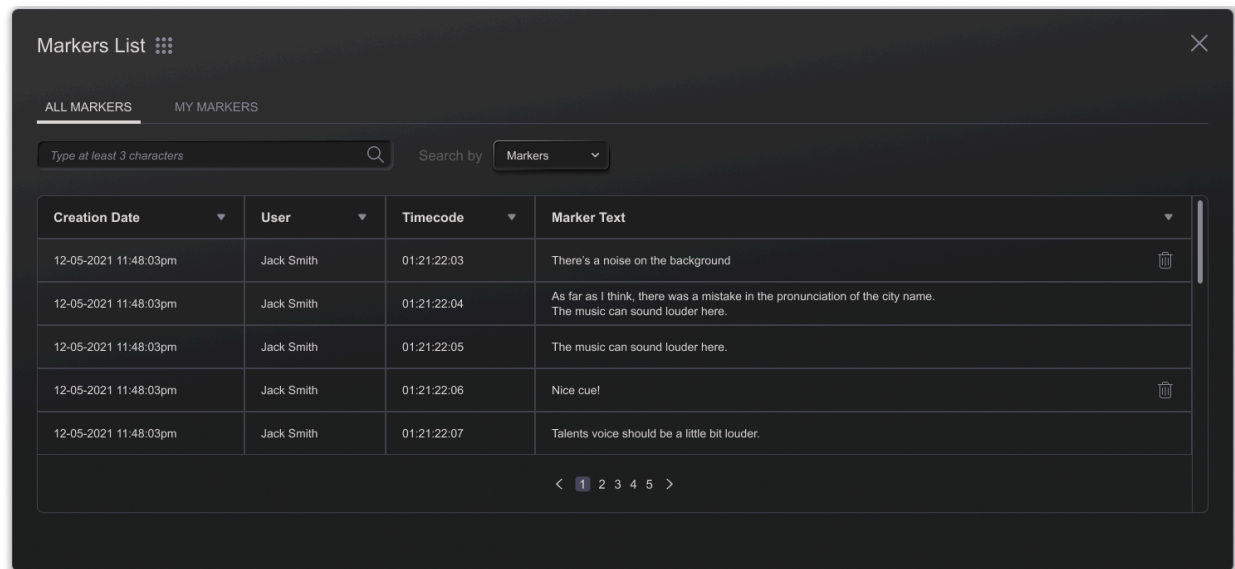 Markers List
ALL MARKERS MY MARKERS
Type at least 3 characters Search by Markers
Creation Date User Timecode Marker Text
12-05-2021 11:48:03pm Jack Smith 01:21:22:03 There's a noise on the background
12-05-2021 11:48:03pm Jack Smith 01:21:22:04 As far as I think, there was a mistake in the pronunciation of the city name.
The music can sound louder here.
12-05-2021 11:48:03pm Jack Smith 01:21:22:05 The music can sound louder here.
12-05-2021 11:48:03pm Jack Smith 01:21:22:06 Nice cue!
12-05-2021 11:48:03pm Jack Smith 01:21:22:07 Talents voice should be a little bit louder.
< 1 2 3 4 5 >